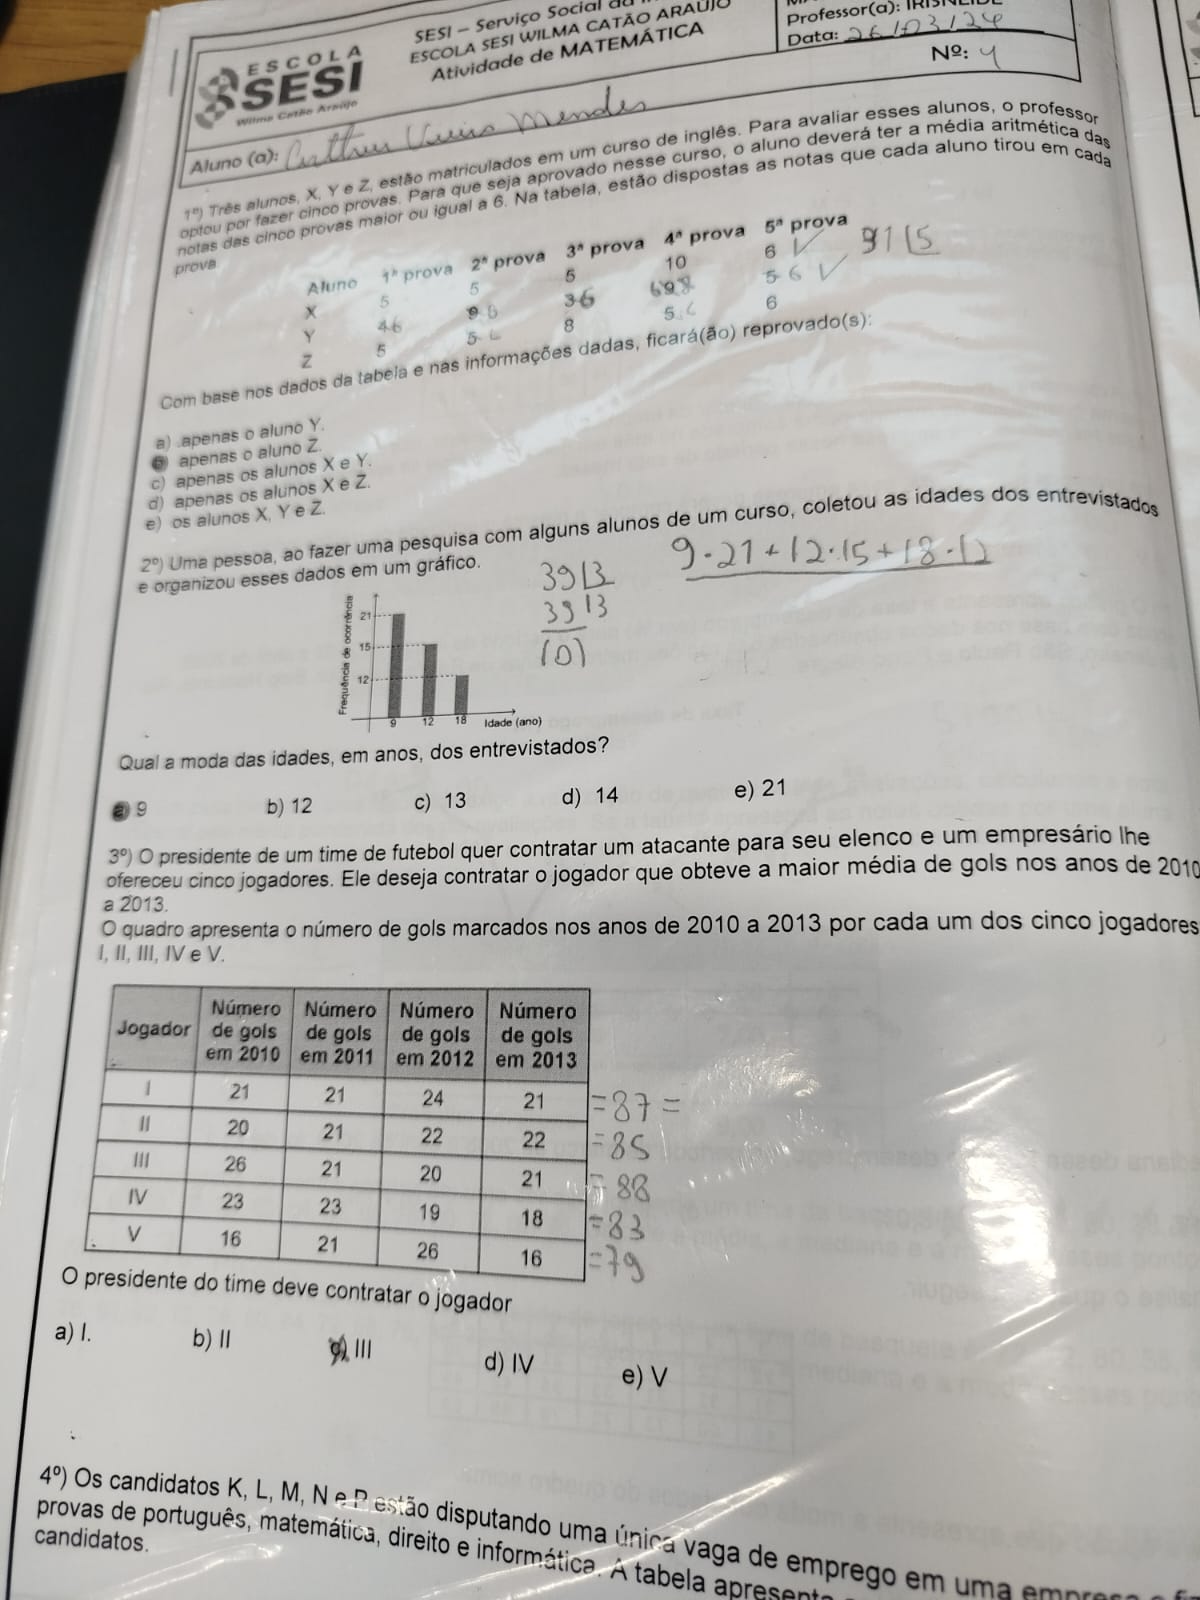 ESCOLA
SESI
Wilma Catão Araújo
SESI – Serviço Social da
ESCOLA SESI WILMA CATÃO ARAÚJO
Atividade de MATEMÁTICA
Professor(a): IRISNEIDE
Data: 26/03/24
Nº: 4
Aluno (a): Mendes
1º) Três alunos, X, Y e Z, estão matriculados em um curso de inglês. Para avaliar esses alunos, o professor
optou por fazer cinco provas. Para que seja aprovado nesse curso, o aluno deverá ter a média aritmética das
notas das cinco provas maior ou igual a 6. Na tabela, estão dispostas as notas que cada aluno tirou em cada
prova
Aluno 1ª prova 2ª prova 3ª prova 4ª prova 5ª prova
X 5 5 5 10 6
Y 4 6 9 6 3 6 5 6
Z 5 5 6 8 5 6 6
31 5
Com base nos dados da tabela e nas informações dadas, ficará(ão) reprovado(s):
a) apenas o aluno Y.
b) apenas o aluno Z.
c) apenas os alunos X e Y.
d) apenas os alunos X e Z.
e) os alunos X, Y e Z.
2º) Uma pessoa, ao fazer uma pesquisa com alguns alunos de um curso, coletou as idades dos entrevistados
e organizou esses dados em um gráfico.
9·21+12·15+18·12
39 3
39 13
(0)
Frequência de ocorrência
21
15
12
9 12 18 Idade (ano)
Qual a moda das idades, em anos, dos entrevistados?
a) 9 b) 12 c) 13 d) 14 e) 21
3º) O presidente de um time de futebol quer contratar um atacante para seu elenco e um empresário lhe
ofereceu cinco jogadores. Ele deseja contratar o jogador que obteve a maior média de gols nos anos de 2010
a 2013.
O quadro apresenta o número de gols marcados nos anos de 2010 a 2013 por cada um dos cinco jogadores
I, II, III, IV e V.
Jogador Número de gols em 2010 Número de gols em 2011 Número de gols em 2012 Número de gols em 2013
I 21 21 24 21 =87=
II 20 21 22 22 =85
III 26 21 20 21 =88
IV 23 23 19 18 =83
V 16 21 26 16 =79
O presidente do time deve contratar o jogador
a) I. b) II c) III d) IV e) V
4º) Os candidatos K, L, M, N e P estão disputando uma única vaga de emprego em uma empresa e
provas de português, matemática, direito e informática. A tabela apresenta
candidatos.